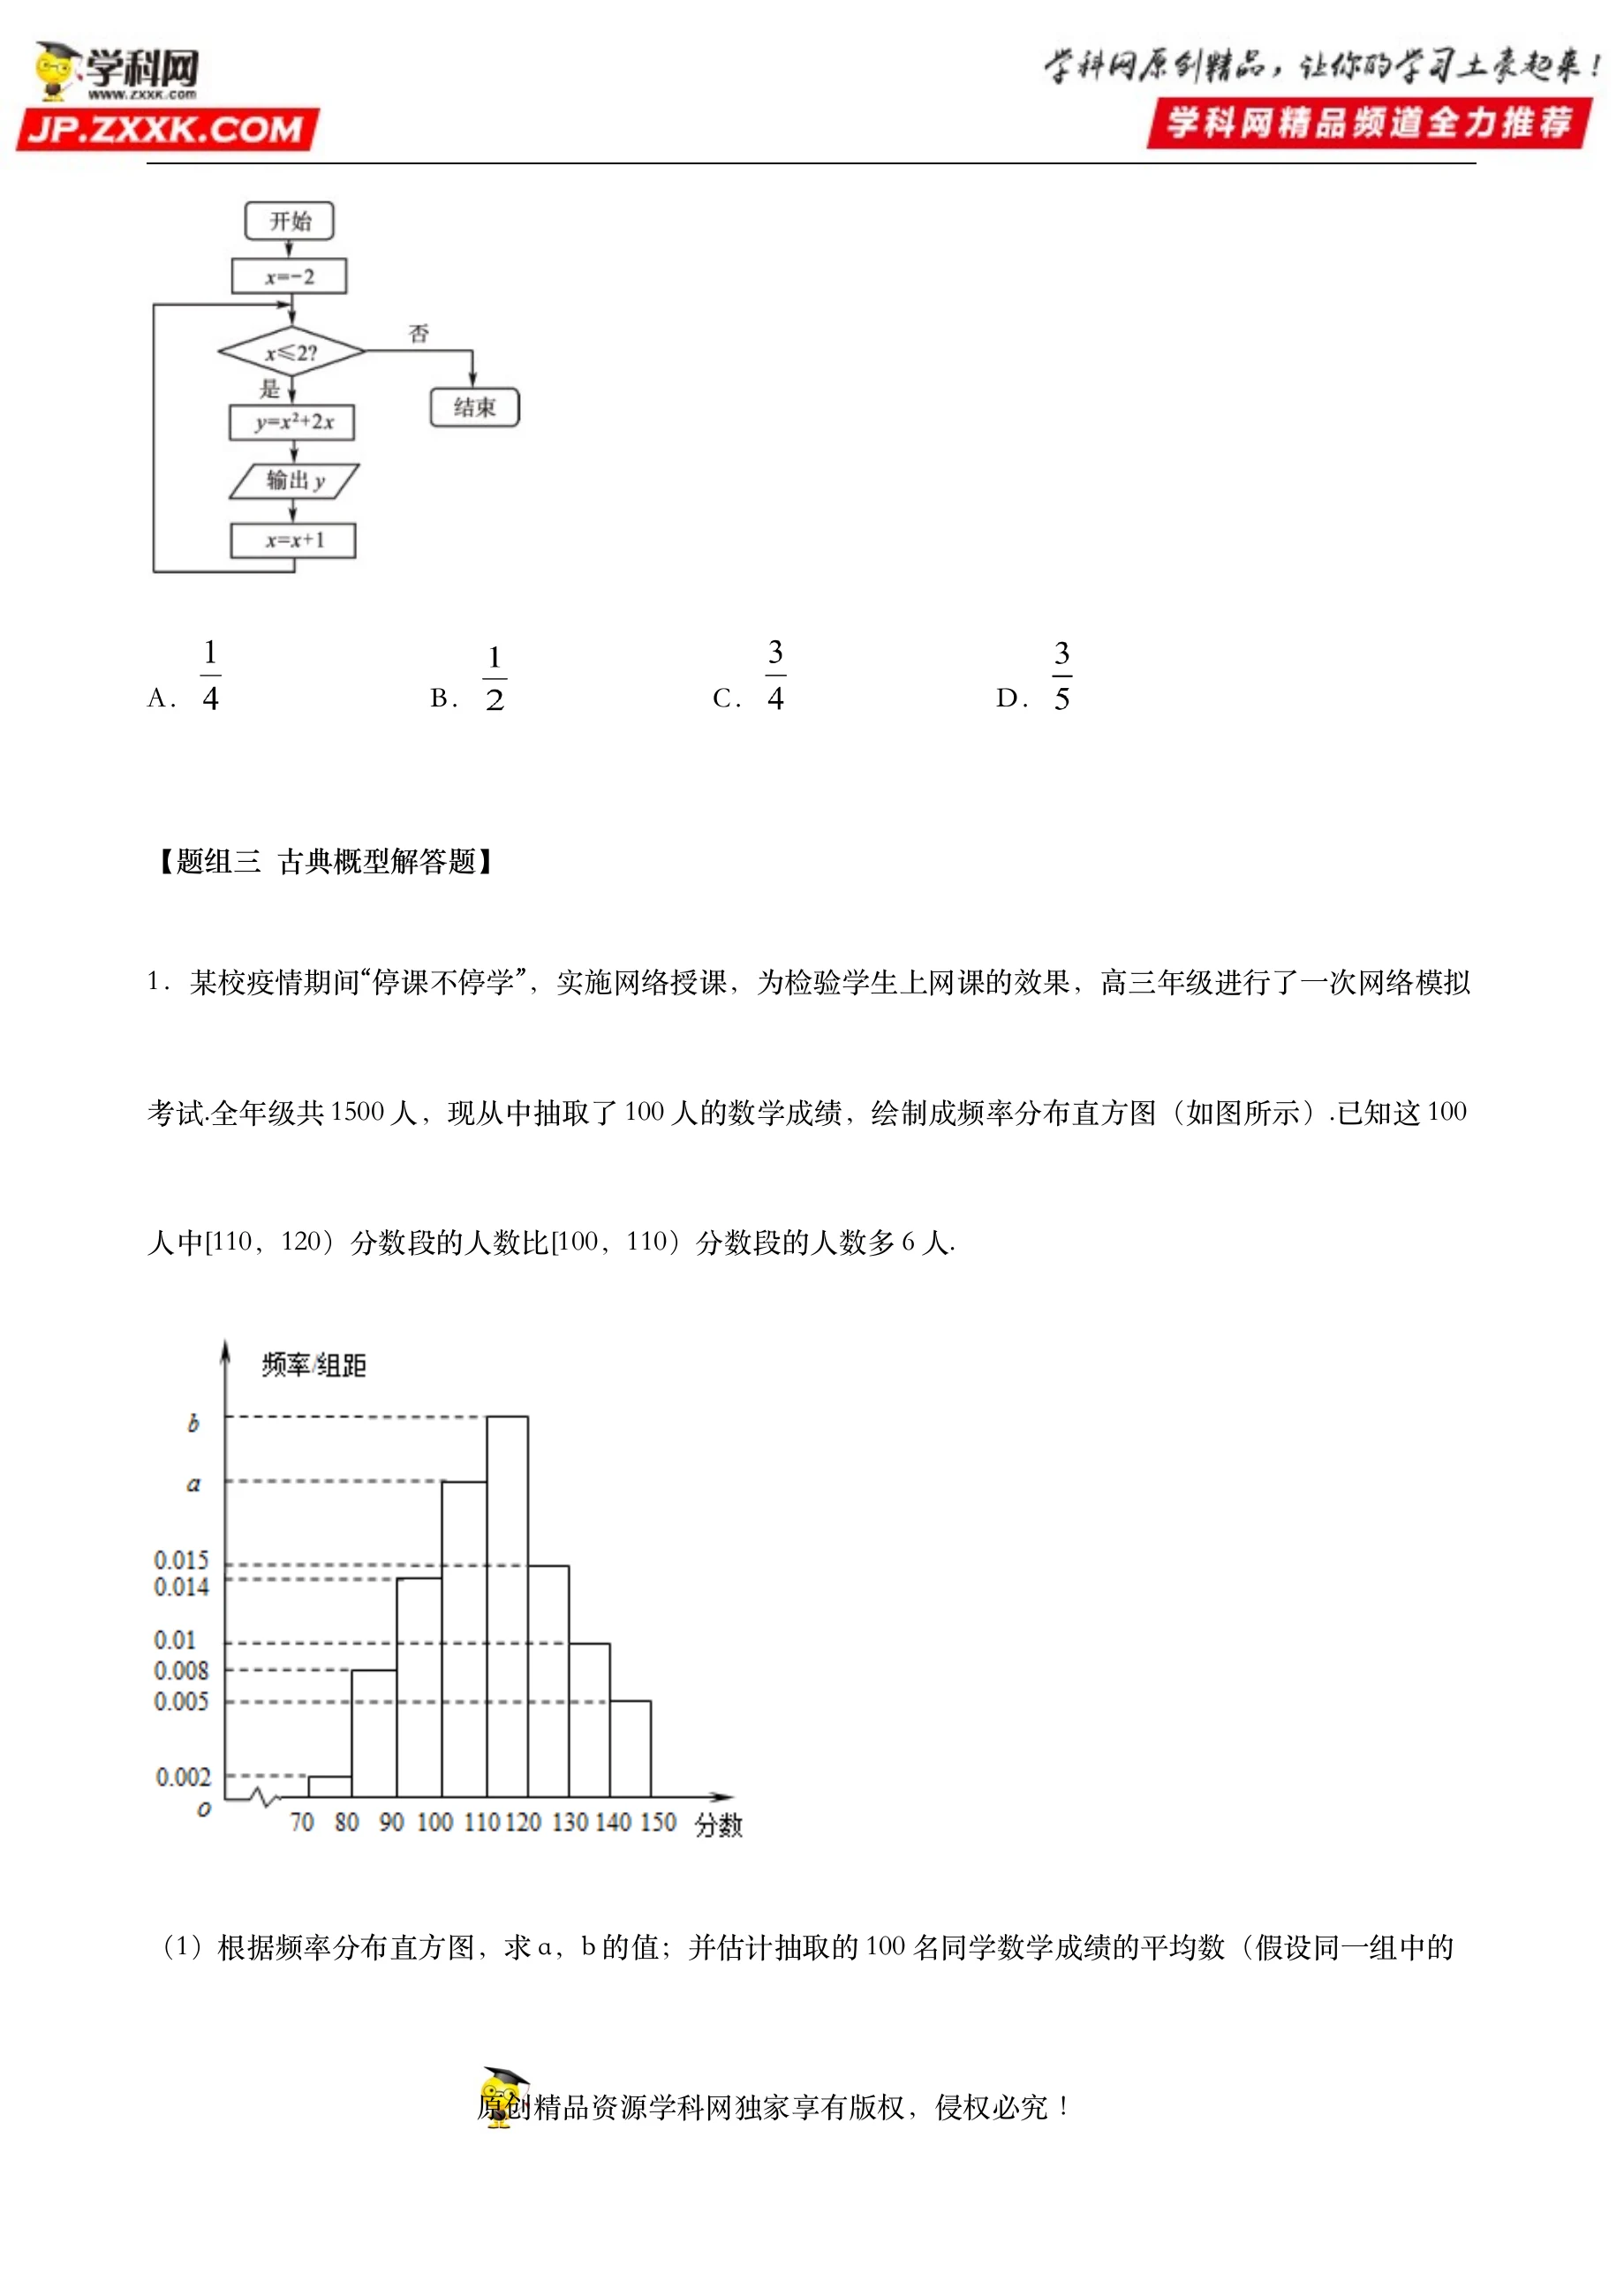 学科网
www.zxxk.com
JP.ZXXK.COM
学科网原创精品，让你的学习土豪起来！
学科网精品频道全力推荐
开始
x=-2
x≤2?
否
是
结束
y=x²+2x
输出 y
x=x+1
A. 1/4 B. 1/2 C. 3/4 D. 3/5
【题组三 古典概型解答题】
1．某校疫情期间“停课不停学”，实施网络授课，为检验学生上网课的效果，高三年级进行了一次网络模拟
考试.全年级共 1500 人，现从中抽取了 100 人的数学成绩，绘制成频率分布直方图（如图所示）.已知这 100
人中[110，120）分数段的人数比[100，110）分数段的人数多 6 人.
频率/组距
b
a
0.015
0.014
0.01
0.008
0.005
0.002
o
70 80 90 100 110 120 130 140 150 分数
（1）根据频率分布直方图，求 a，b 的值；并估计抽取的 100 名同学数学成绩的平均数（假设同一组中的
原创精品资源学科网独家享有版权，侵权必究！